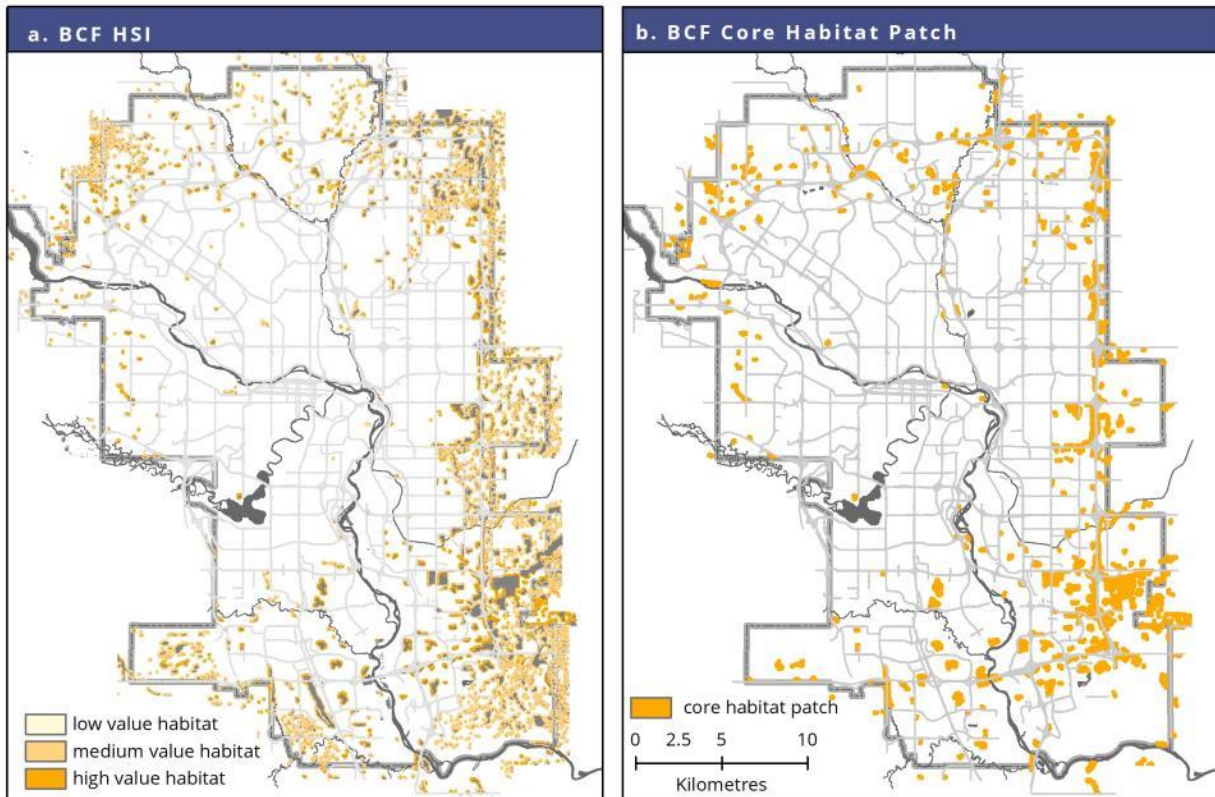 a. BCF HSI
b. BCF Core Habitat Patch
low value habitat
medium value habitat
high value habitat
core habitat patch
0 2.5 5 10
Kilometres